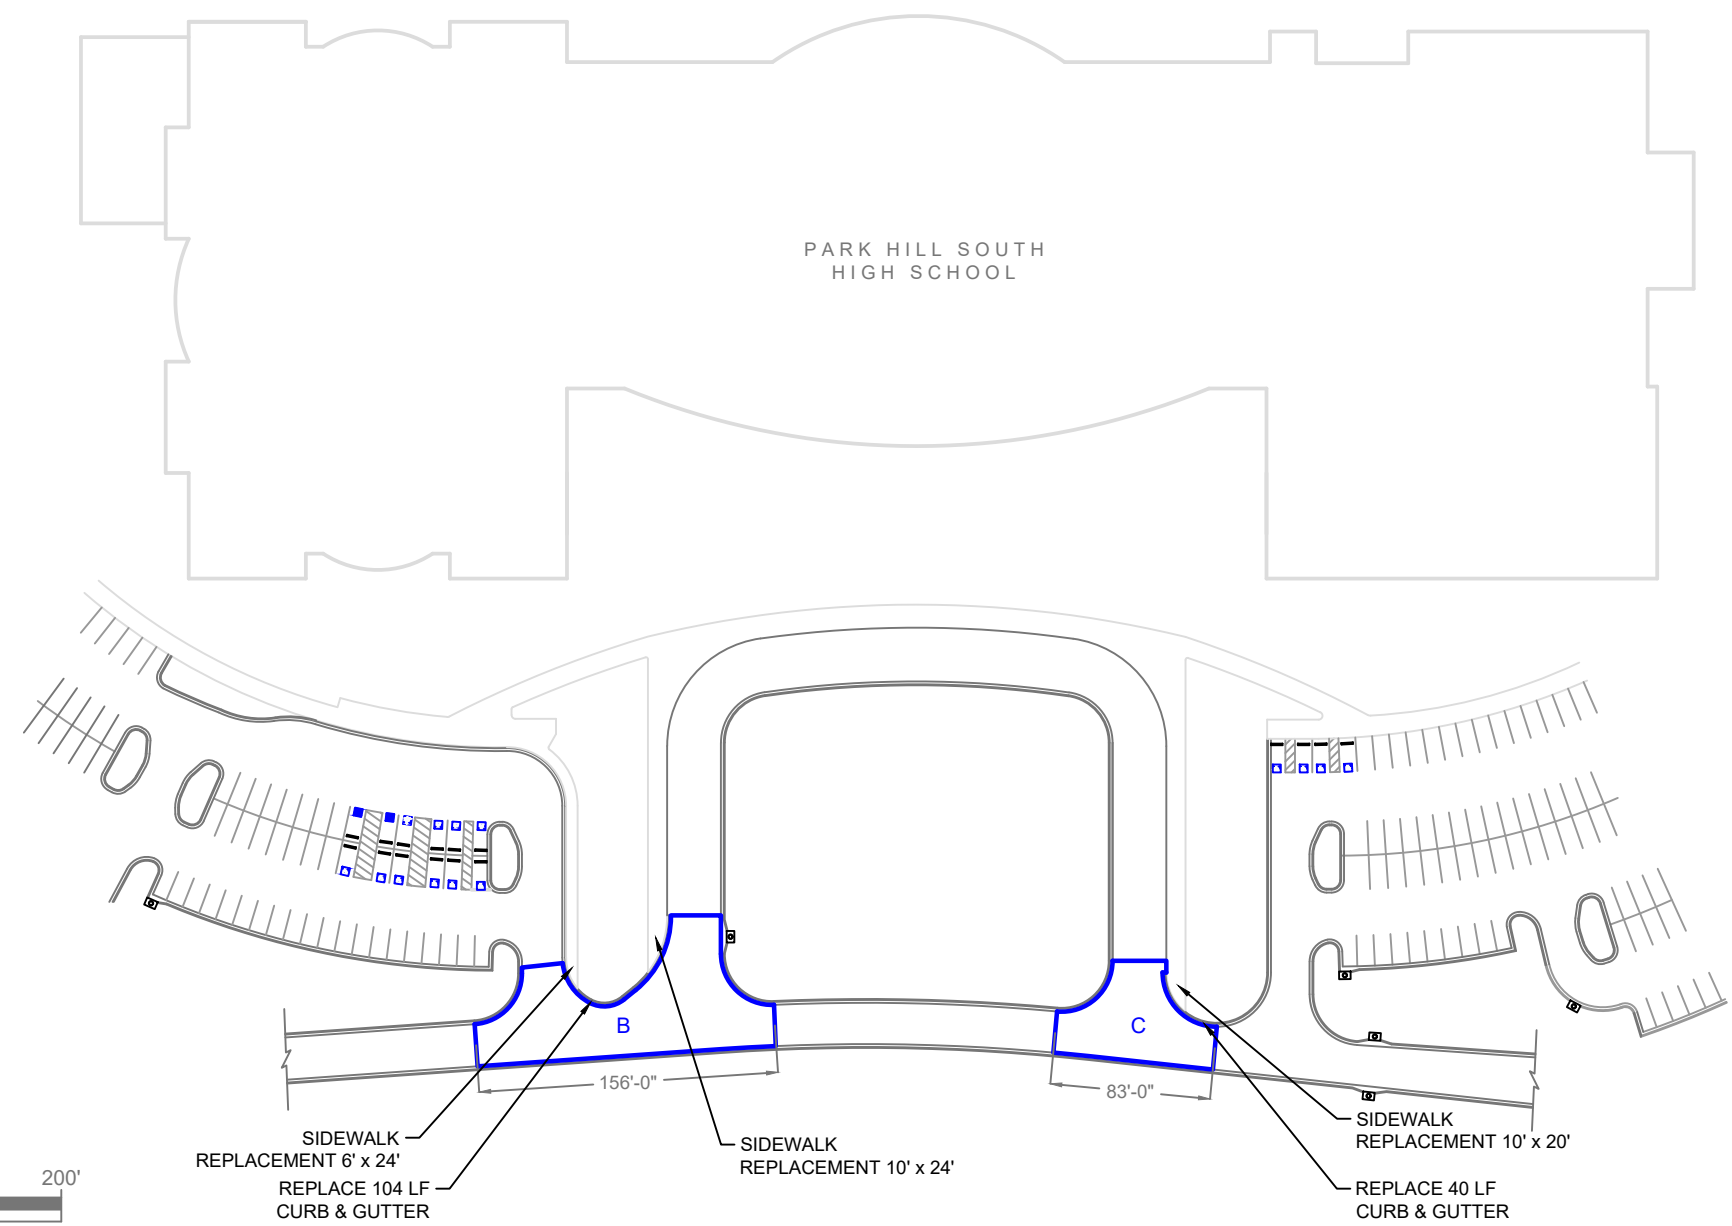 PARK HILL SOUTH
HIGH SCHOOL
B
C
156'-0"
83'-0"
SIDEWALK
REPLACEMENT 6' x 24'
REPLACE 104 LF
CURB & GUTTER
SIDEWALK
REPLACEMENT 10' x 24'
SIDEWALK
REPLACEMENT 10' x 20'
REPLACE 40 LF
CURB & GUTTER
200'